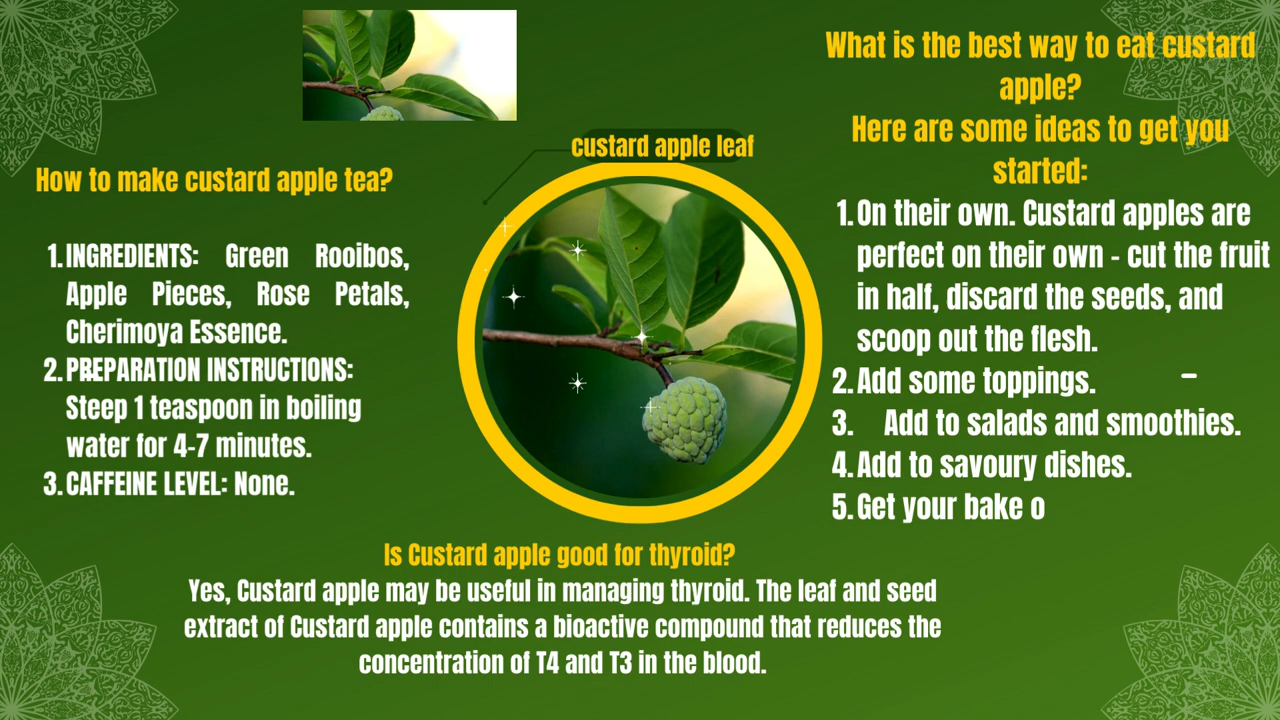 custard apple leaf
How to make custard apple tea?
1. INGREDIENTS: Green Rooibos,
Apple Pieces, Rose Petals,
Cherimoya Essence.
2. PREPARATION INSTRUCTIONS:
Steep 1 teaspoon in boiling
water for 4-7 minutes.
3. CAFFEINE LEVEL: None.
What is the best way to eat custard
apple?
Here are some ideas to get you
started:
1. On their own. Custard apples are
perfect on their own - cut the fruit
in half, discard the seeds, and
scoop out the flesh.
2. Add some toppings. –
3. Add to salads and smoothies.
4. Add to savoury dishes.
5. Get your bake o
Is Custard apple good for thyroid?
Yes, Custard apple may be useful in managing thyroid. The leaf and seed
extract of Custard apple contains a bioactive compound that reduces the
concentration of T4 and T3 in the blood.